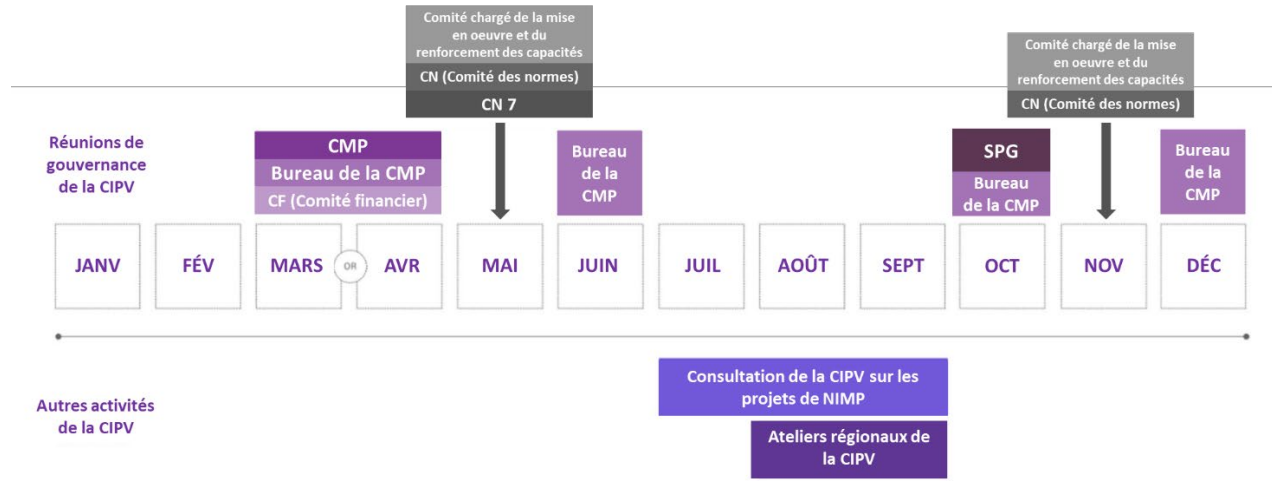 Comité chargé de la mise
en oeuvre et du
renforcement des capacités
CN (Comité des normes)
CN 7
Comité chargé de la mise
en oeuvre et du
renforcement des capacités
CN (Comité des normes)
Réunions de
gouvernance
de la CIPV
CMP
Bureau de la CMP
CF (Comité financier)
Bureau
de la
CMP
SPG
Bureau
de la CMP
Bureau
de la
CMP
JANV
FÉV
MARS
OR
AVR
MAI
JUIN
JUIL
AOÛT
SEPT
OCT
NOV
DÉC
Autres activités
de la CIPV
Consultation de la CIPV sur les
projets de NIMP
Ateliers régionaux de
la CIPV